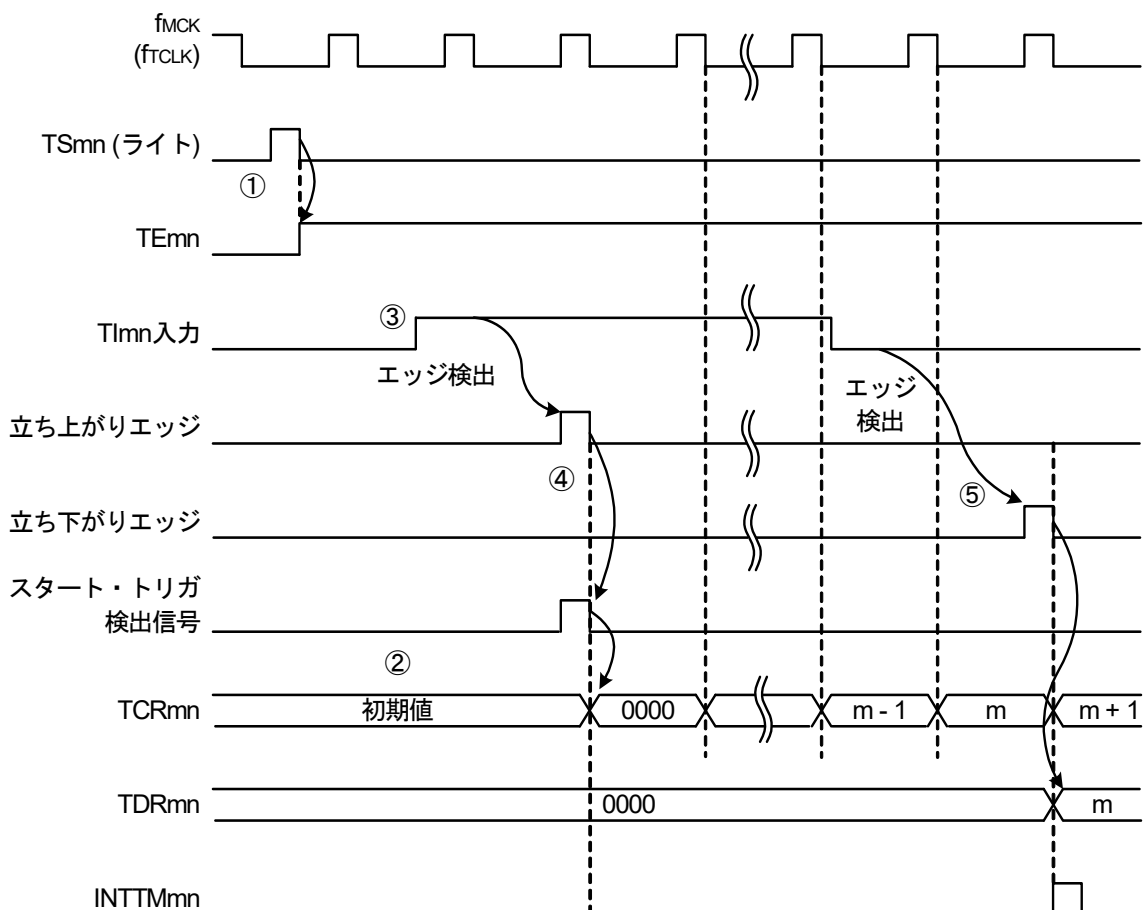 fMCK
(fTCLK)
TSmn (ライト)
①
TEmn
TImn入力
③
エッジ検出
エッジ
検出
立ち上がりエッジ
④
⑤
立ち下がりエッジ
スタート・トリガ
検出信号
②
TCRmn
初期値
0000
m - 1
m
m + 1
TDRmn
0000
m
INTTMmn